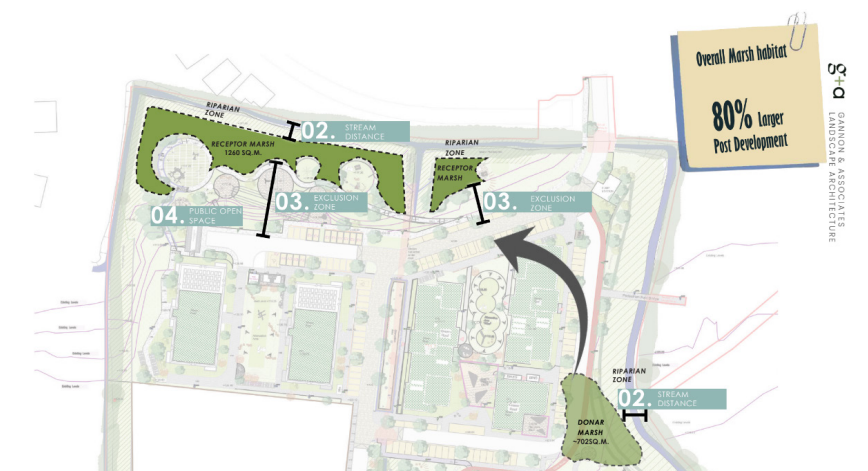 Overall Marsh habitat
80% Larger
Post Development
g+a
GANNON & ASSOCIATES
LANDSCAPE ARCHITECTURE
RIPARIAN
ZONE
02. STREAM
DISTANCE
RECEPTOR MARSH
1260 SQ.M.
RIPARIAN
ZONE
RECEPTOR
MARSH
04. PUBLIC OPEN
SPACE
03. EXCLUSION
ZONE
03. EXCLUSION
ZONE
RIPARIAN
ZONE
02. STREAM
DISTANCE
DONAR
MARSH
~702SQ.M.